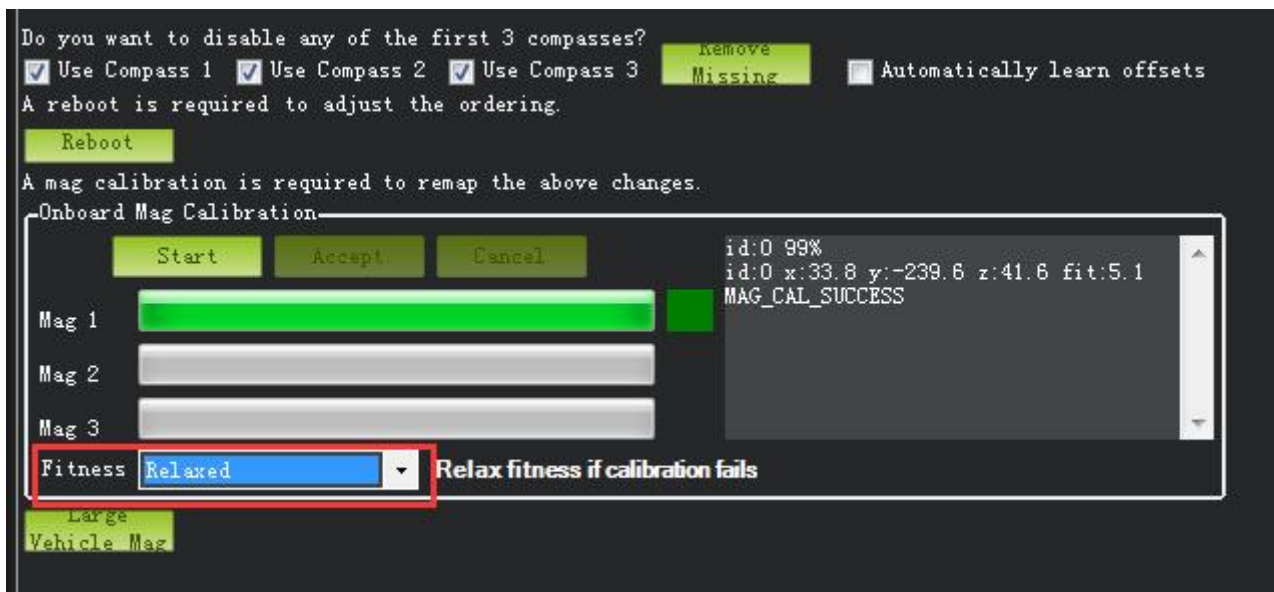 Do you want to disable any of the first 3 compasses?
Use Compass 1 Use Compass 2 Use Compass 3 Remove Missing Automatically learn offsets
A reboot is required to adjust the ordering.
Reboot
A mag calibration is required to remap the above changes.
Onboard Mag Calibration
Start Accept Cancel
id:0 99%
id:0 x:33.8 y:-239.6 z:41.6 fit:5.1
MAG_CAL_SUCCESS
Mag 1
Mag 2
Mag 3
Fitness Relaxed Relax fitness if calibration fails
Large
Vehicle Mag